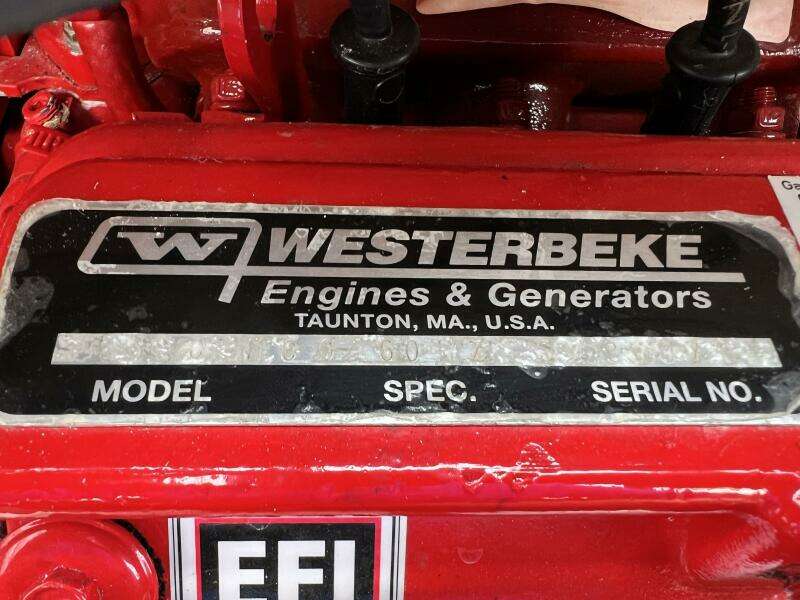 W WESTERBEKE
Engines & Generators
TAUNTON, MA., U.S.A.
MODEL SPEC. SERIAL NO.
EFI